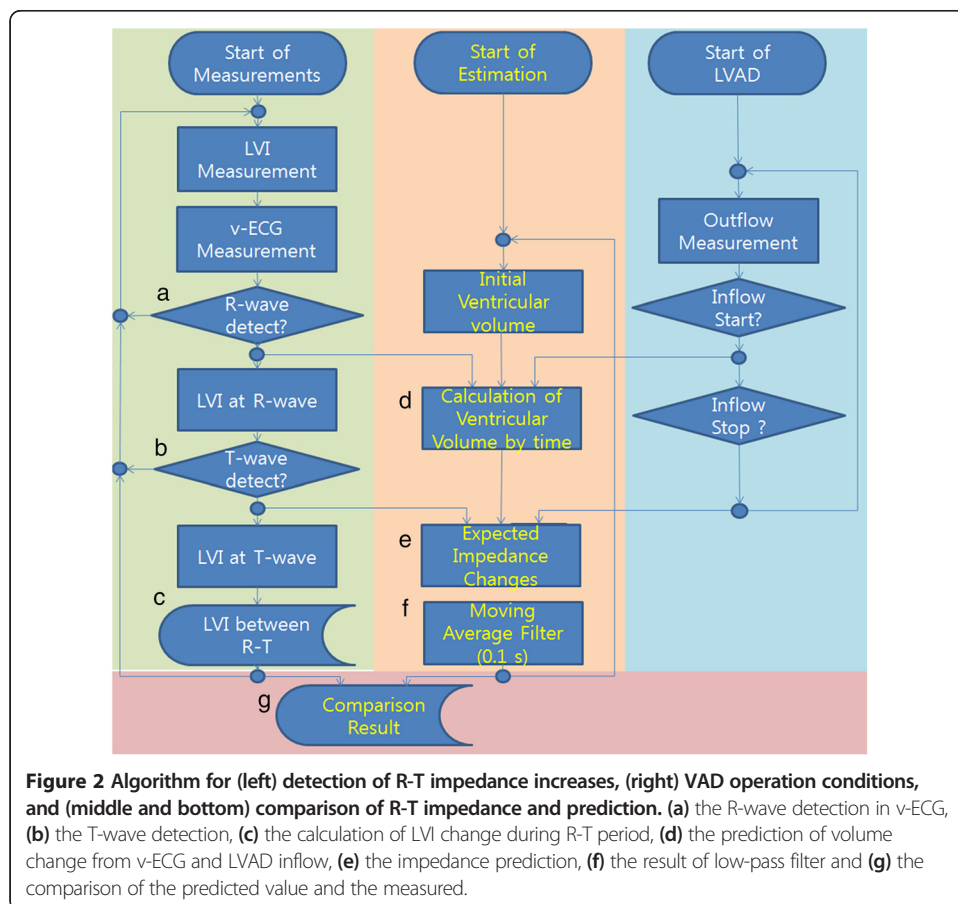 Start of
Measurements
LVI
Measurement
v-ECG
Measurement
a
R-wave
detect?
LVI at R-wave
b
T-wave
detect?
LVI at T-wave
c
LVI between
R-T
Start of
Estimation
Initial
Ventricular
volume
d
Calculation of
Ventricular
Volume by time
e
Expected
Impedance
Changes
f
Moving
Average Filter
(0.1 s)
g
Comparison
Result
Start of
LVAD
Outflow
Measurement
Inflow
Start?
Inflow
Stop ?
Figure 2 Algorithm for (left) detection of R-T impedance increases, (right) VAD operation conditions,
and (middle and bottom) comparison of R-T impedance and prediction. (a) the R-wave detection in v-ECG,
(b) the T-wave detection, (c) the calculation of LVI change during R-T period, (d) the prediction of volume
change from v-ECG and LVAD inflow, (e) the impedance prediction, (f) the result of low-pass filter and (g) the
comparison of the predicted value and the measured.